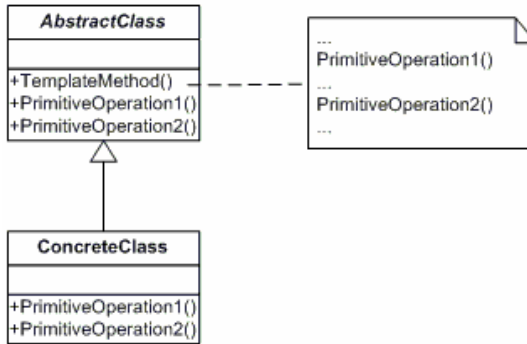 AbstractClass
+TemplateMethod()
+PrimitiveOperation1()
+PrimitiveOperation2()
...
PrimitiveOperation1()
...
PrimitiveOperation2()
...
ConcreteClass
+PrimitiveOperation1()
+PrimitiveOperation2()